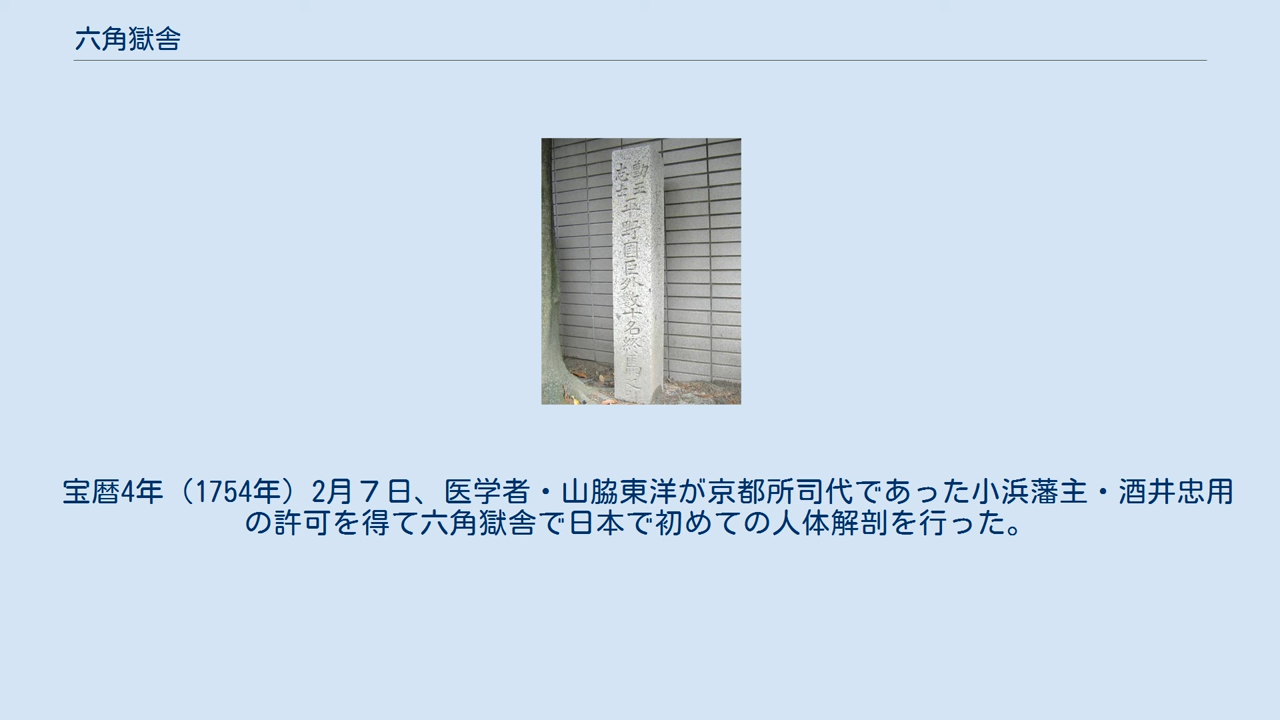 六角獄舎
勤王
志士
平野國臣外数十名終焉之
宝暦4年（1754年）2月７日、医学者・山脇東洋が京都所司代であった小浜藩主・酒井忠用
の許可を得て六角獄舎で日本で初めての人体解剖を行った。